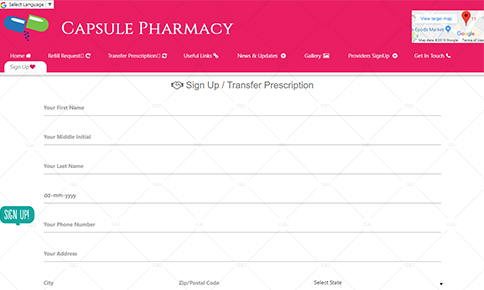 Select Language
CAPSULE PHARMACY
View larger map
Epods Market
Google
Map data ©2019 Google Terms of Use
Home
Refill Request
Transfer Prescription
Useful Links
News & Updates
Gallery
Providers SignUp
Get In Touch
Sign Up
Sign Up / Transfer Prescription
Your First Name
Your Middle Initial
Your Last Name
dd-mm-yyyy
SIGN UP!
Your Phone Number
Your Address
City
Zip/Postal Code
Select State